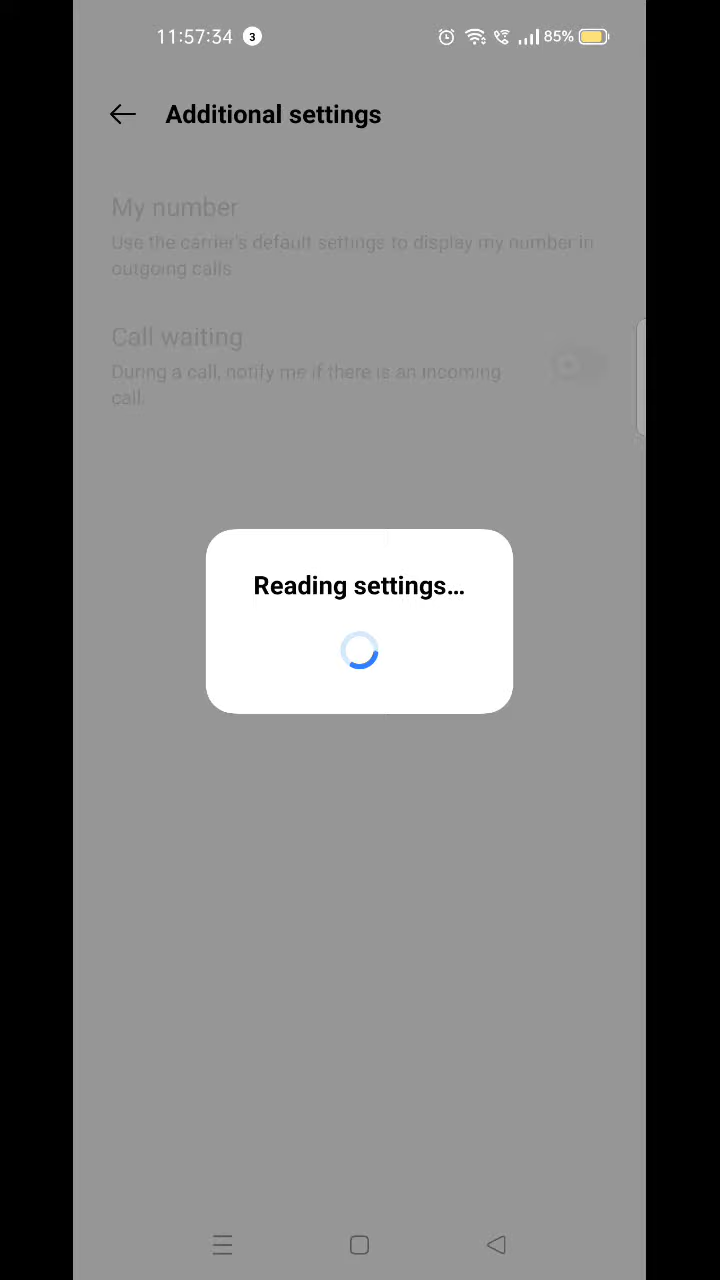 11:57:34 3 85%
Additional settings
My number
Use the carrier's default settings to display my number in
outgoing calls
Call waiting
During a call, notify me if there is an incoming
call.
Reading settings...